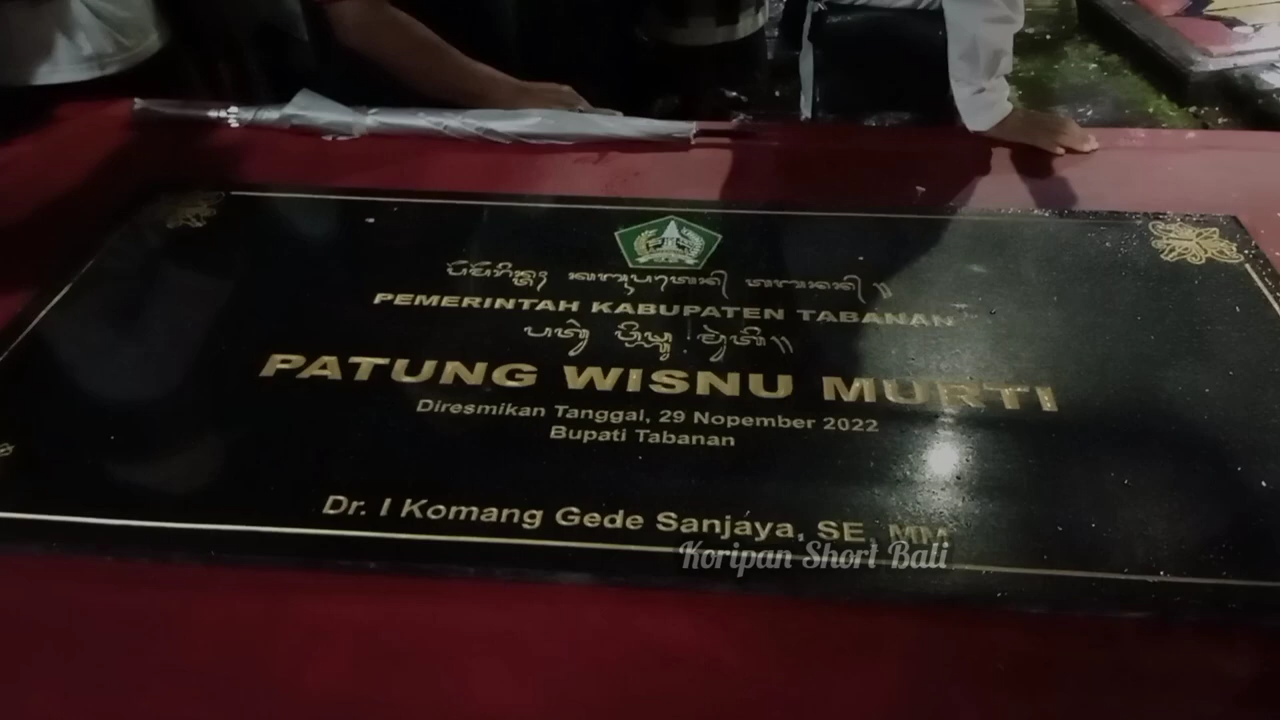 PEMERINTAH KABUPATEN TABANAN
PATUNG WISNU MURTI
Diresmikan Tanggal, 29 Nopember 2022
Bupati Tabanan
Dr. I Komang Gede Sanjaya, SE, MM
Koripan Short Bali